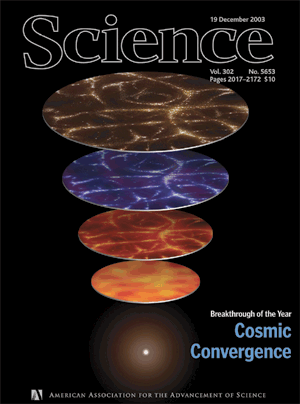 19 December 2003
Science
Vol. 302 No. 5653
Pages 2017–2172 $10
Breakthrough of the Year
Cosmic
Convergence
AMERICAN ASSOCIATION FOR THE ADVANCEMENT OF SCIENCE